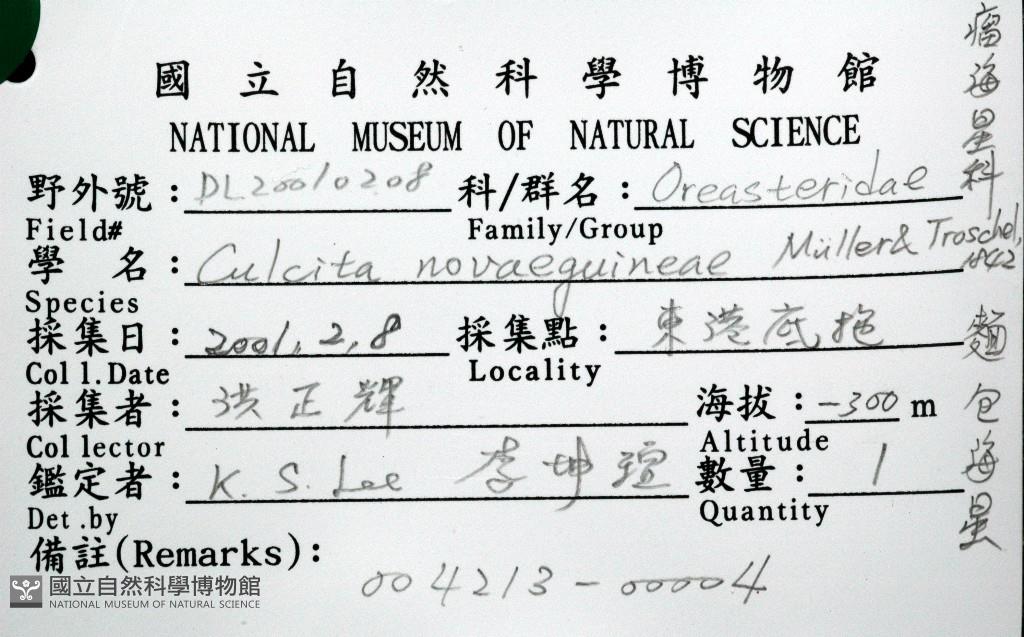 國立自然科學博物館
NATIONAL MUSEUM OF NATURAL SCIENCE
野外號：DL20010208 科/群名：Oreasteridae
Field# Family/Group
學名：Culcita novaeguineae Müller & Troschel, 1842
Species
採集日：2001,2,8 採集點：東港底拖
Coll.Date Locality
採集者：洪正輝 海拔：-300 m
Collector Altitude
鑑定者：K. S. Lee 李坤瑄 數量：1
Det.by Quantity
備註(Remarks)：
004213-00004
瘤海星科
麵包海星
國立自然科學博物館
NATIONAL MUSEUM OF NATURAL SCIENCE